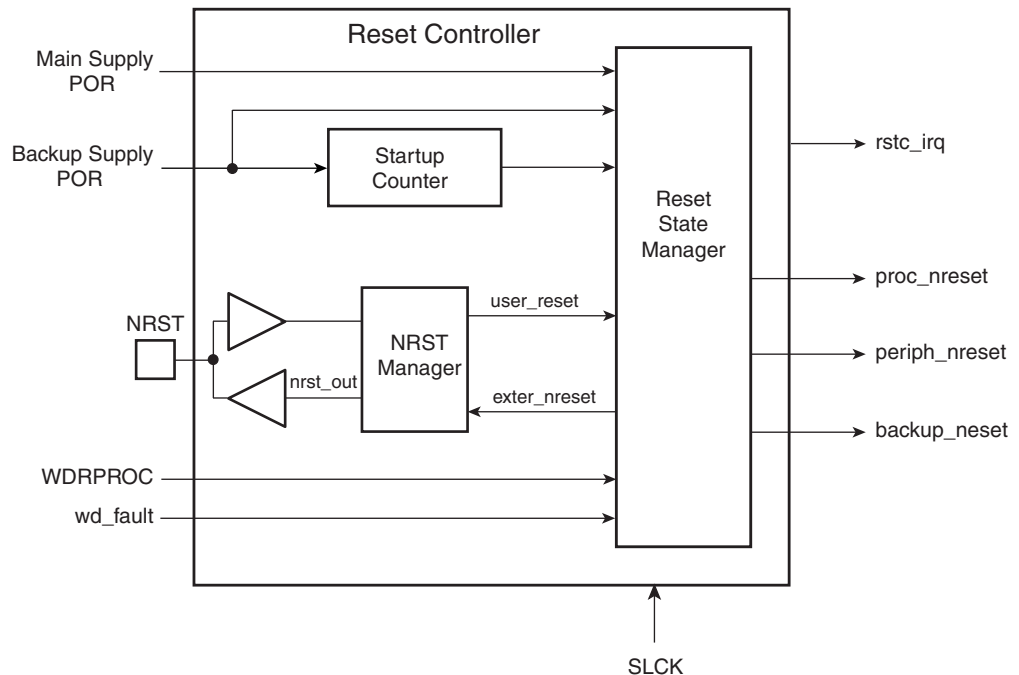 Reset Controller
Main Supply
POR
Backup Supply
POR
Startup
Counter
rstc_irq
Reset
State
Manager
proc_nreset
user_reset
NRST
NRST
Manager
periph_nreset
nrst_out
exter_nreset
backup_neset
WDRPROC
wd_fault
SLCK